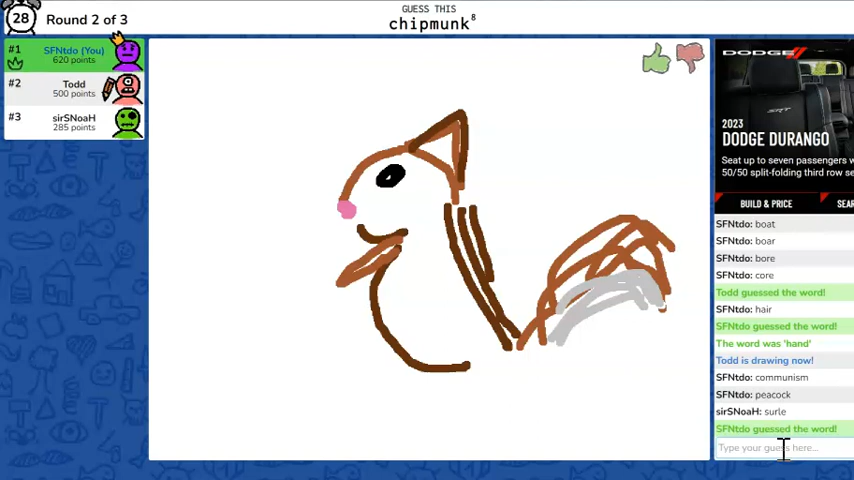 28
Round 2 of 3
GUESS THIS
chipmunk⁸
#1
SFNtdo (You)
620 points
#2
Todd
500 points
#3
sirSNoaH
285 points
DODGE
SRT
2023
DODGE DURANGO
Seat up to seven passengers w
50/50 split-folding third row se
BUILD & PRICE
SEAR
SFNtdo: boat
SFNtdo: boar
SFNtdo: bore
SFNtdo: core
Todd guessed the word!
SFNtdo: hair
SFNtdo guessed the word!
The word was 'hand'
Todd is drawing now!
SFNtdo: communism
SFNtdo: peacock
sirSNoaH: surle
SFNtdo guessed the word!
Type your guess here...